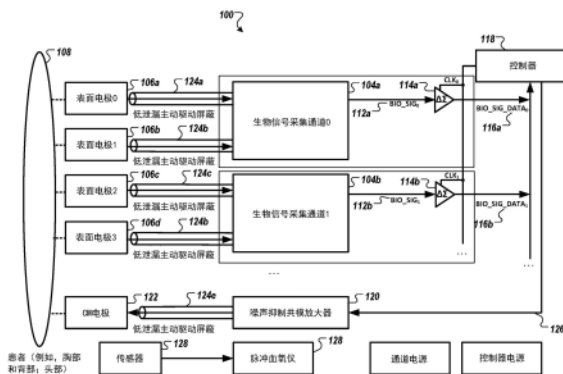 100
108
118
控制器
106a
124a
104a
114a
CLK₀
表面电极0
生物信号采集通道0
ΔΣ
112a
BIO_SIG₀
BIO_SIG_DATA₀
116a
低泄漏主动驱动屏蔽
106b
124b
表面电极1
低泄漏主动驱动屏蔽
106c
124c
104b
114b
CLK₁
表面电极2
生物信号采集通道1
ΔΣ
112b
BIO_SIG₁
BIO_SIG_DATA₁
116b
低泄漏主动驱动屏蔽
106d
124b
表面电极3
低泄漏主动驱动屏蔽
...
...
...
122
124e
120
CM电极
噪声抑制共模放大器
126
低泄漏主动驱动屏蔽
患者（例如，胸部
和背部；头部）
传感器
128
脉冲血氧仪
128
通道电源
控制器电源